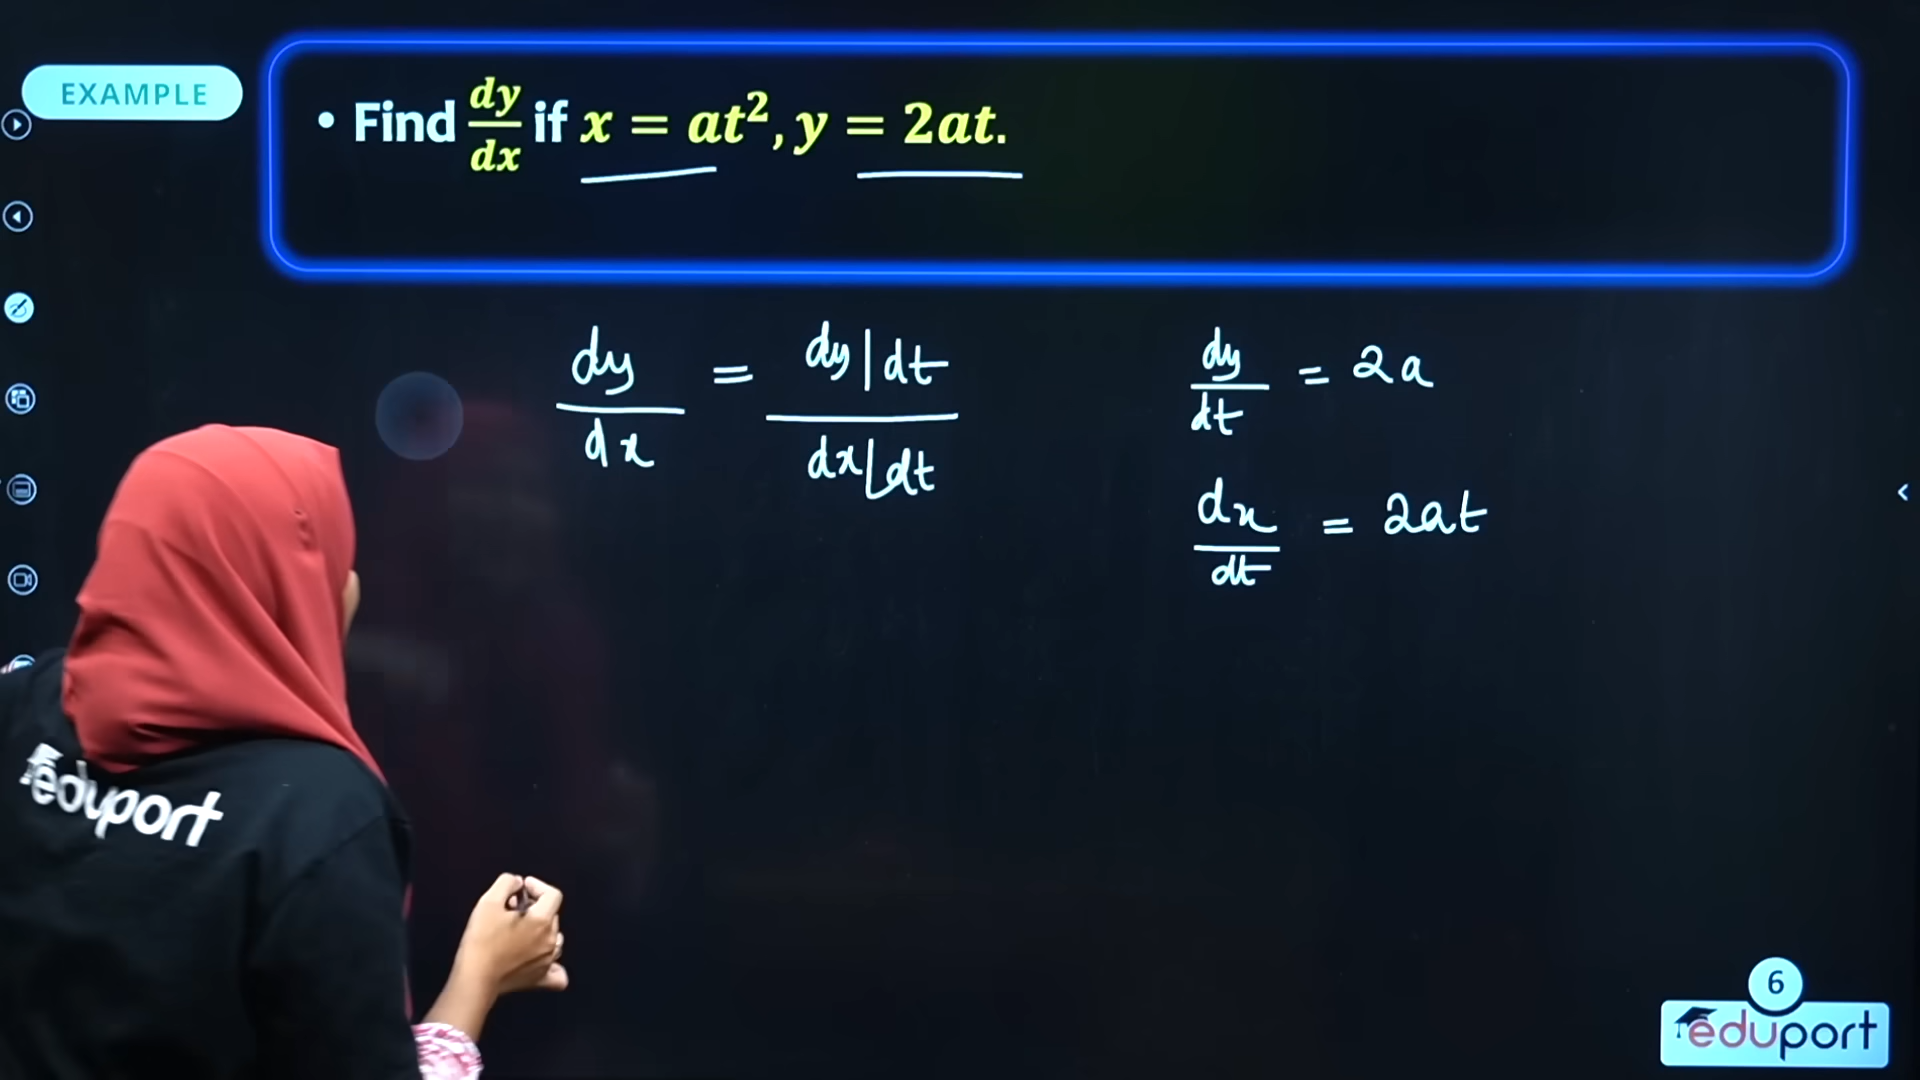 EXAMPLE
• Find dy/dx if x = at², y = 2at.
dy/dx = dy|dt / dx|dt
dy/dt = 2a
dx/dt = 2at
eduport
6
eduport